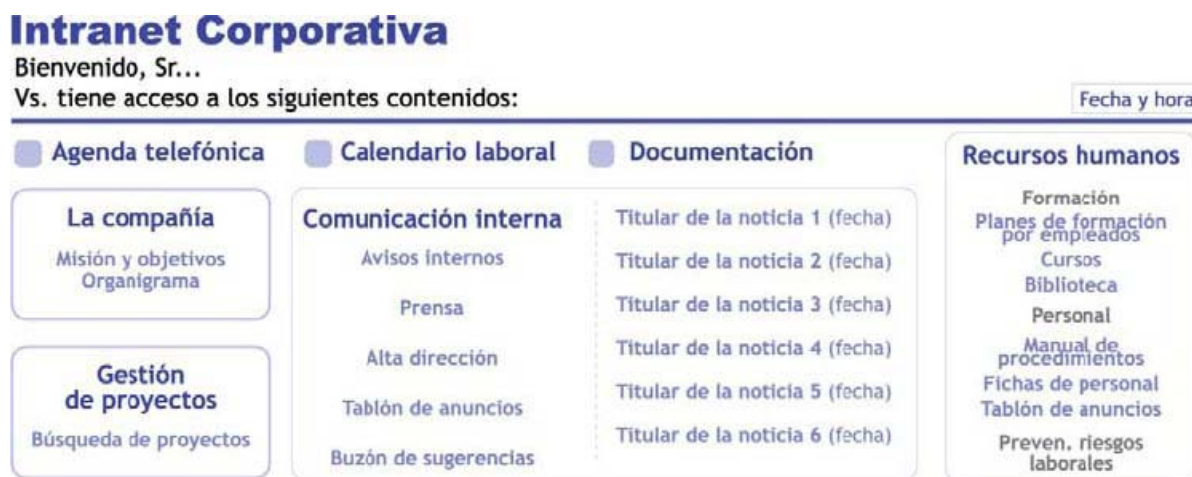 Intranet Corporativa
Bienvenido, Sr...
Vs. tiene acceso a los siguientes contenidos:
Fecha y hora
Agenda telefónica
Calendario laboral
Documentación
La compañía
Misión y objetivos
Organigrama
Gestión
de proyectos
Búsqueda de proyectos
Comunicación interna
Avisos internos
Prensa
Alta dirección
Tablón de anuncios
Buzón de sugerencias
Titular de la noticia 1 (fecha)
Titular de la noticia 2 (fecha)
Titular de la noticia 3 (fecha)
Titular de la noticia 4 (fecha)
Titular de la noticia 5 (fecha)
Titular de la noticia 6 (fecha)
Recursos humanos
Formación
Planes de formación
por empleados
Cursos
Biblioteca
Personal
Manual de
procedimientos
Fichas de personal
Tablón de anuncios
Preven. riesgos
laborales